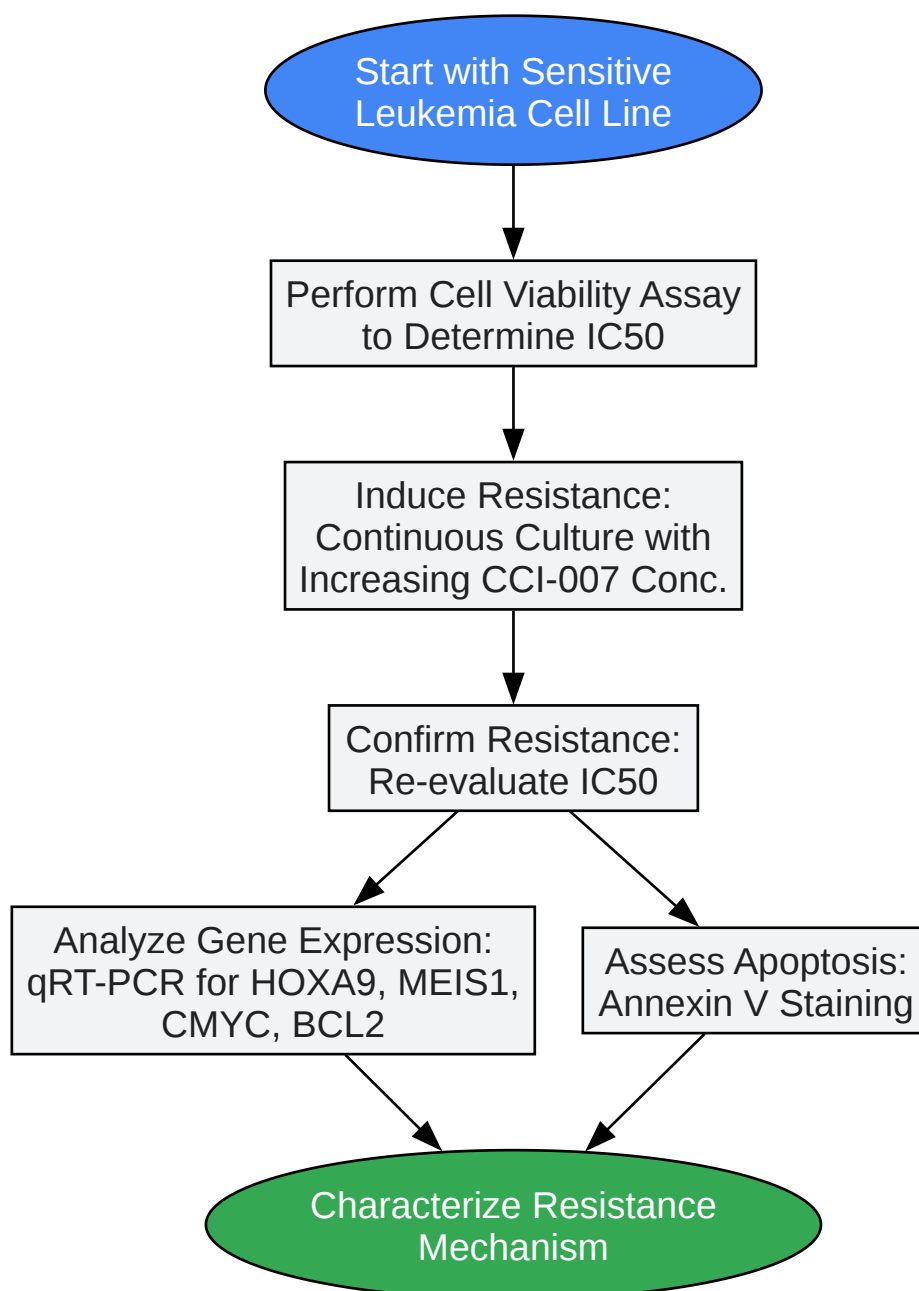 Start with Sensitive
Leukemia Cell Line
Perform Cell Viability Assay
to Determine IC50
Induce Resistance:
Continuous Culture with
Increasing CCI-007 Conc.
Confirm Resistance:
Re-evaluate IC50
Analyze Gene Expression:
qRT-PCR for HOXA9, MEIS1,
CMYC, BCL2
Assess Apoptosis:
Annexin V Staining
Characterize Resistance
Mechanism